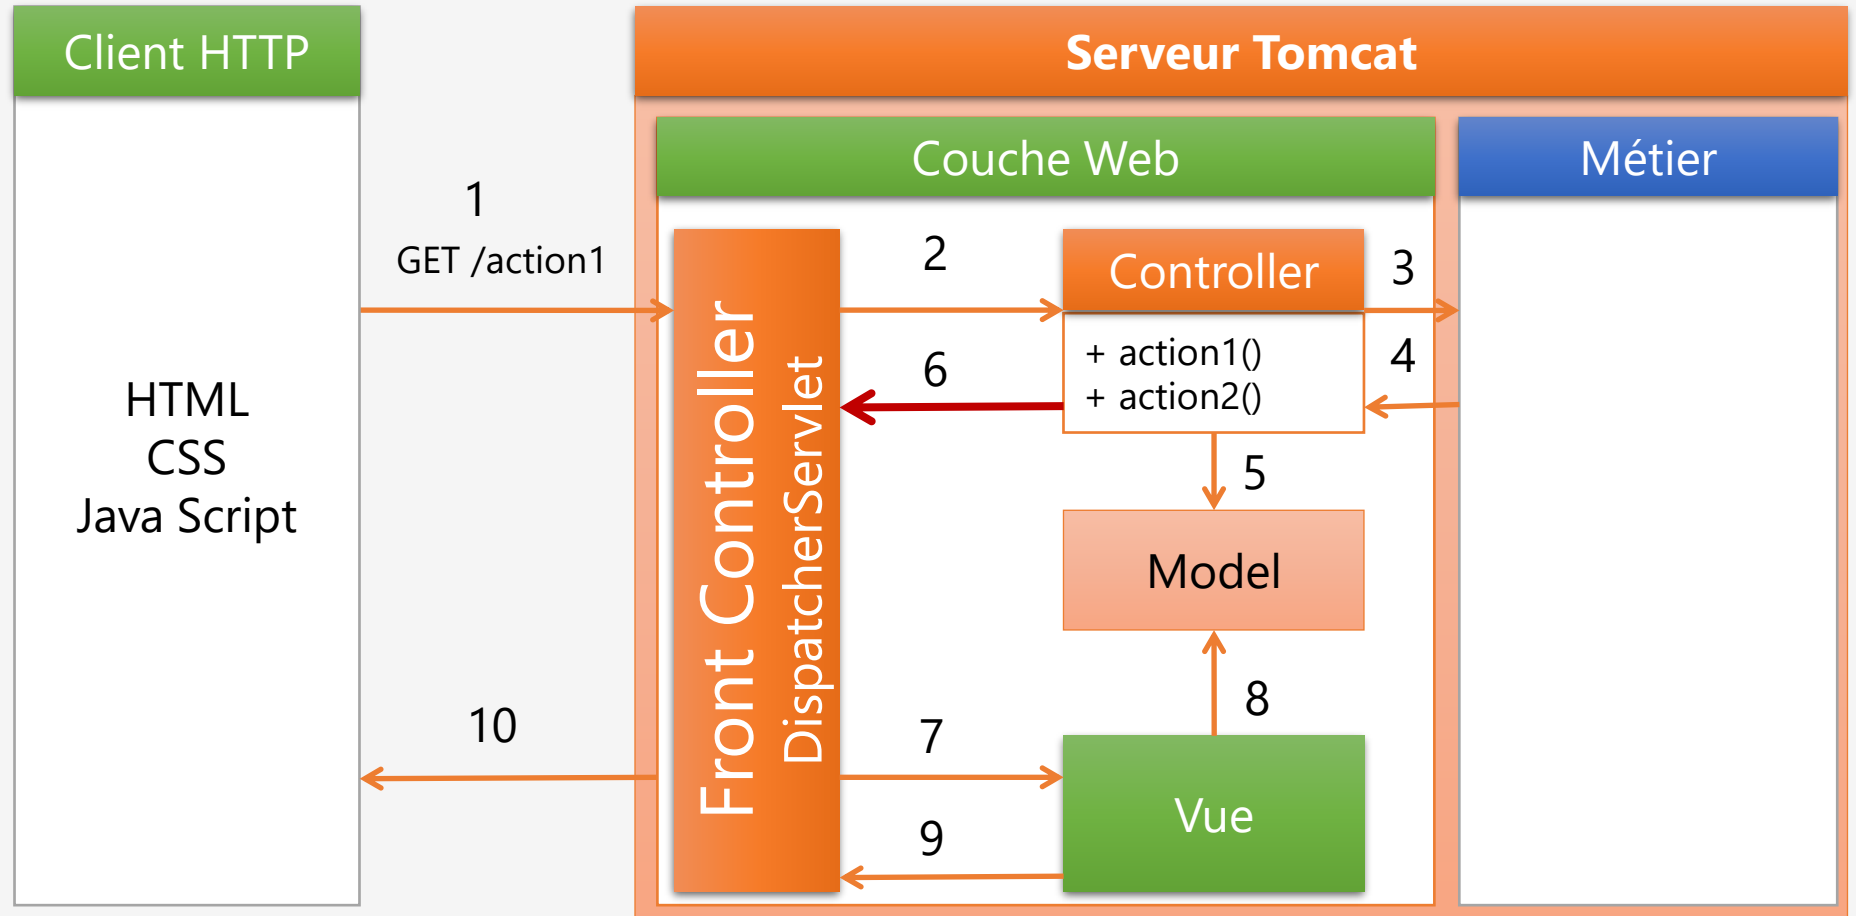 Client HTTP
Serveur Tomcat
Couche Web
Métier
1
GET /action1
HTML
CSS
Java Script
Front Controller
DispatcherServlet
2
Controller
3
+ action1()
+ action2()
4
6
5
Model
8
10
7
Vue
9